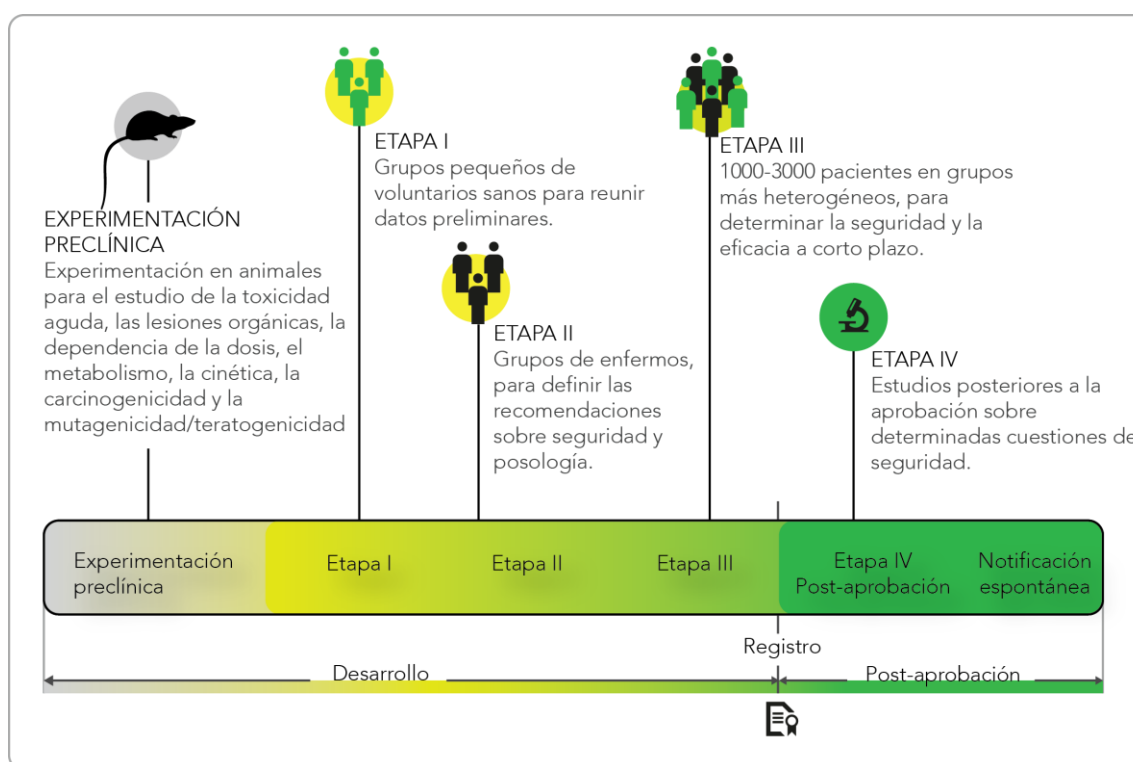 EXPERIMENTACIÓN
PRECLÍNICA
Experimentación en animales
para el estudio de la toxicidad
aguda, las lesiones orgánicas, la
dependencia de la dosis, el
metabolismo, la cinética, la
carcinogenicidad y la
mutagenicidad/teratogenicidad
ETAPA I
Grupos pequeños de
voluntarios sanos para reunir
datos preliminares.
ETAPA II
Grupos de enfermos,
para definir las
recomendaciones
sobre seguridad y
posología.
ETAPA III
1000-3000 pacientes en grupos
más heterogéneos, para
determinar la seguridad y la
eficacia a corto plazo.
ETAPA IV
Estudios posteriores a la
aprobación sobre
determinadas cuestiones de
seguridad.
Experimentación
preclínica
Etapa I
Etapa II
Etapa III
Etapa IV
Post-aprobación
Notificación
espontánea
Registro
Desarrollo
Post-aprobación